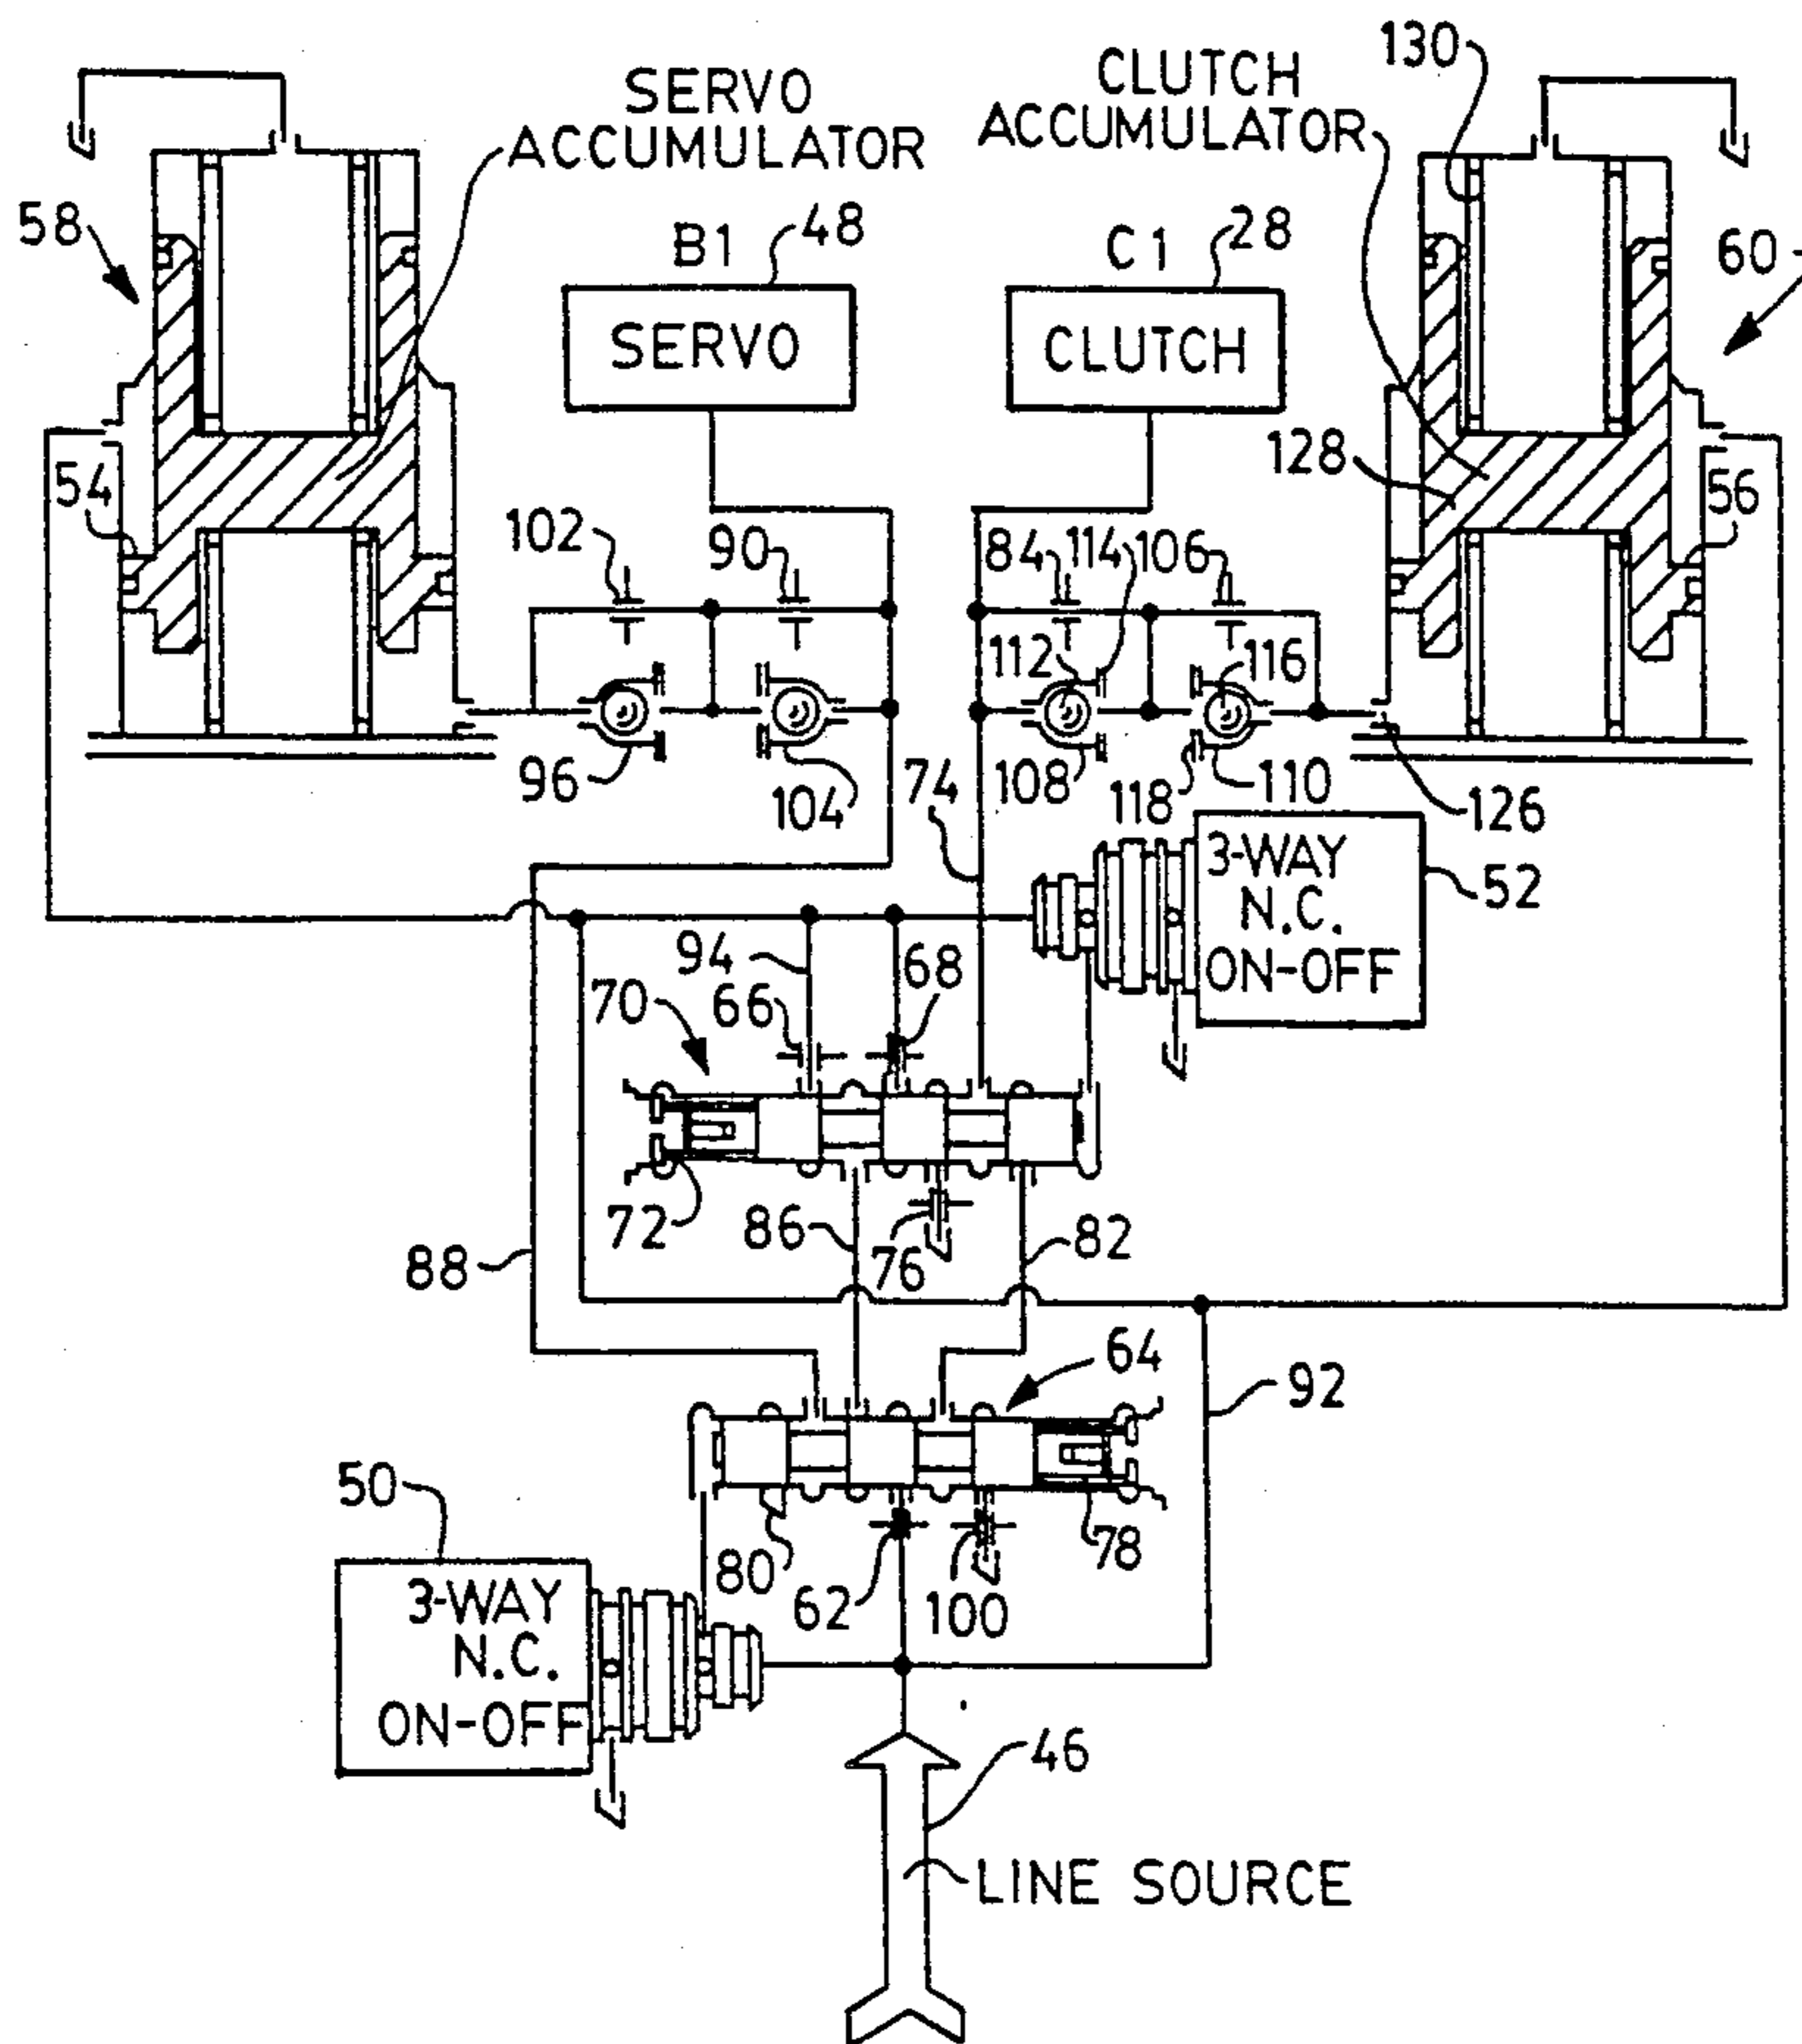 130
SERVO
ACCUMULATOR
CLUTCH
ACCUMULATOR
58
B1
48
C1
28
60
SERVO
CLUTCH
54
128
56
102
90
84
114
106
112
116
96
104
74
108
118
110
126
3-WAY
N.C.
ON-OFF
52
94
68
66
70
72
86
76
82
88
64
92
50
80
62
100
78
3-WAY
N.C.
ON-OFF
46
LINE SOURCE